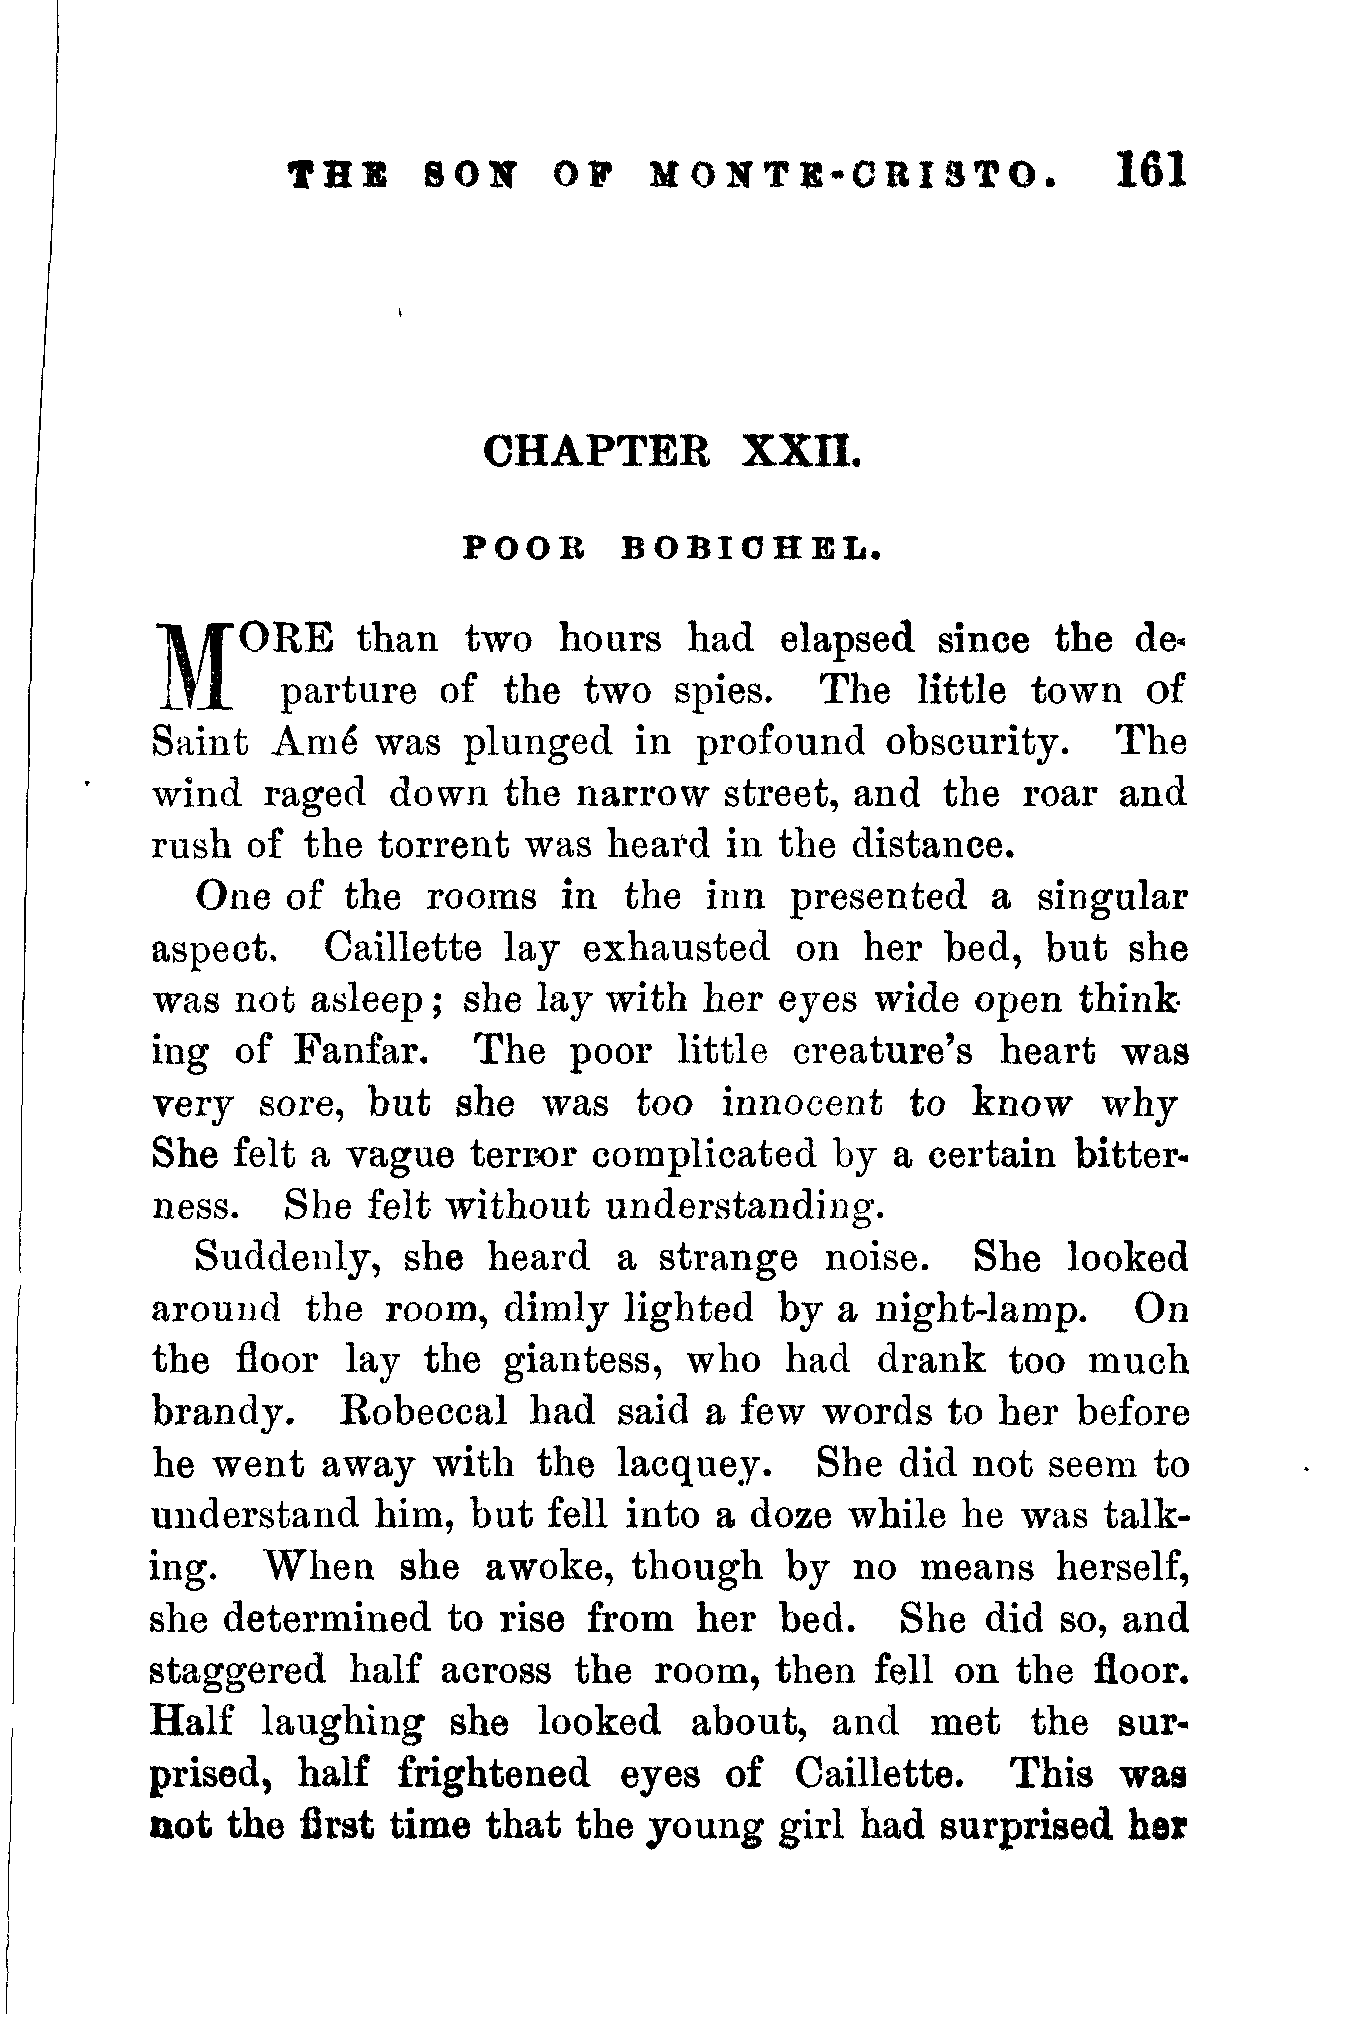 THE SON OF MONTE-CRISTO. 161
CHAPTER XXII.
POOR BOBICHEL.
MORE than two hours had elapsed since the de-
parture of the two spies. The little town of
Saint Amé was plunged in profound obscurity. The
wind raged down the narrow street, and the roar and
rush of the torrent was heard in the distance.
One of the rooms in the inn presented a singular
aspect. Caillette lay exhausted on her bed, but she
was not asleep; she lay with her eyes wide open think-
ing of Fanfar. The poor little creature's heart was
very sore, but she was too innocent to know why
She felt a vague terror complicated by a certain bitter-
ness. She felt without understanding.
Suddenly, she heard a strange noise. She looked
around the room, dimly lighted by a night-lamp. On
the floor lay the giantess, who had drank too much
brandy. Robeccal had said a few words to her before
he went away with the lacquey. She did not seem to
understand him, but fell into a doze while he was talk-
ing. When she awoke, though by no means herself,
she determined to rise from her bed. She did so, and
staggered half across the room, then fell on the floor.
Half laughing she looked about, and met the sur-
prised, half frightened eyes of Caillette. This was
not the first time that the young girl had surprised her